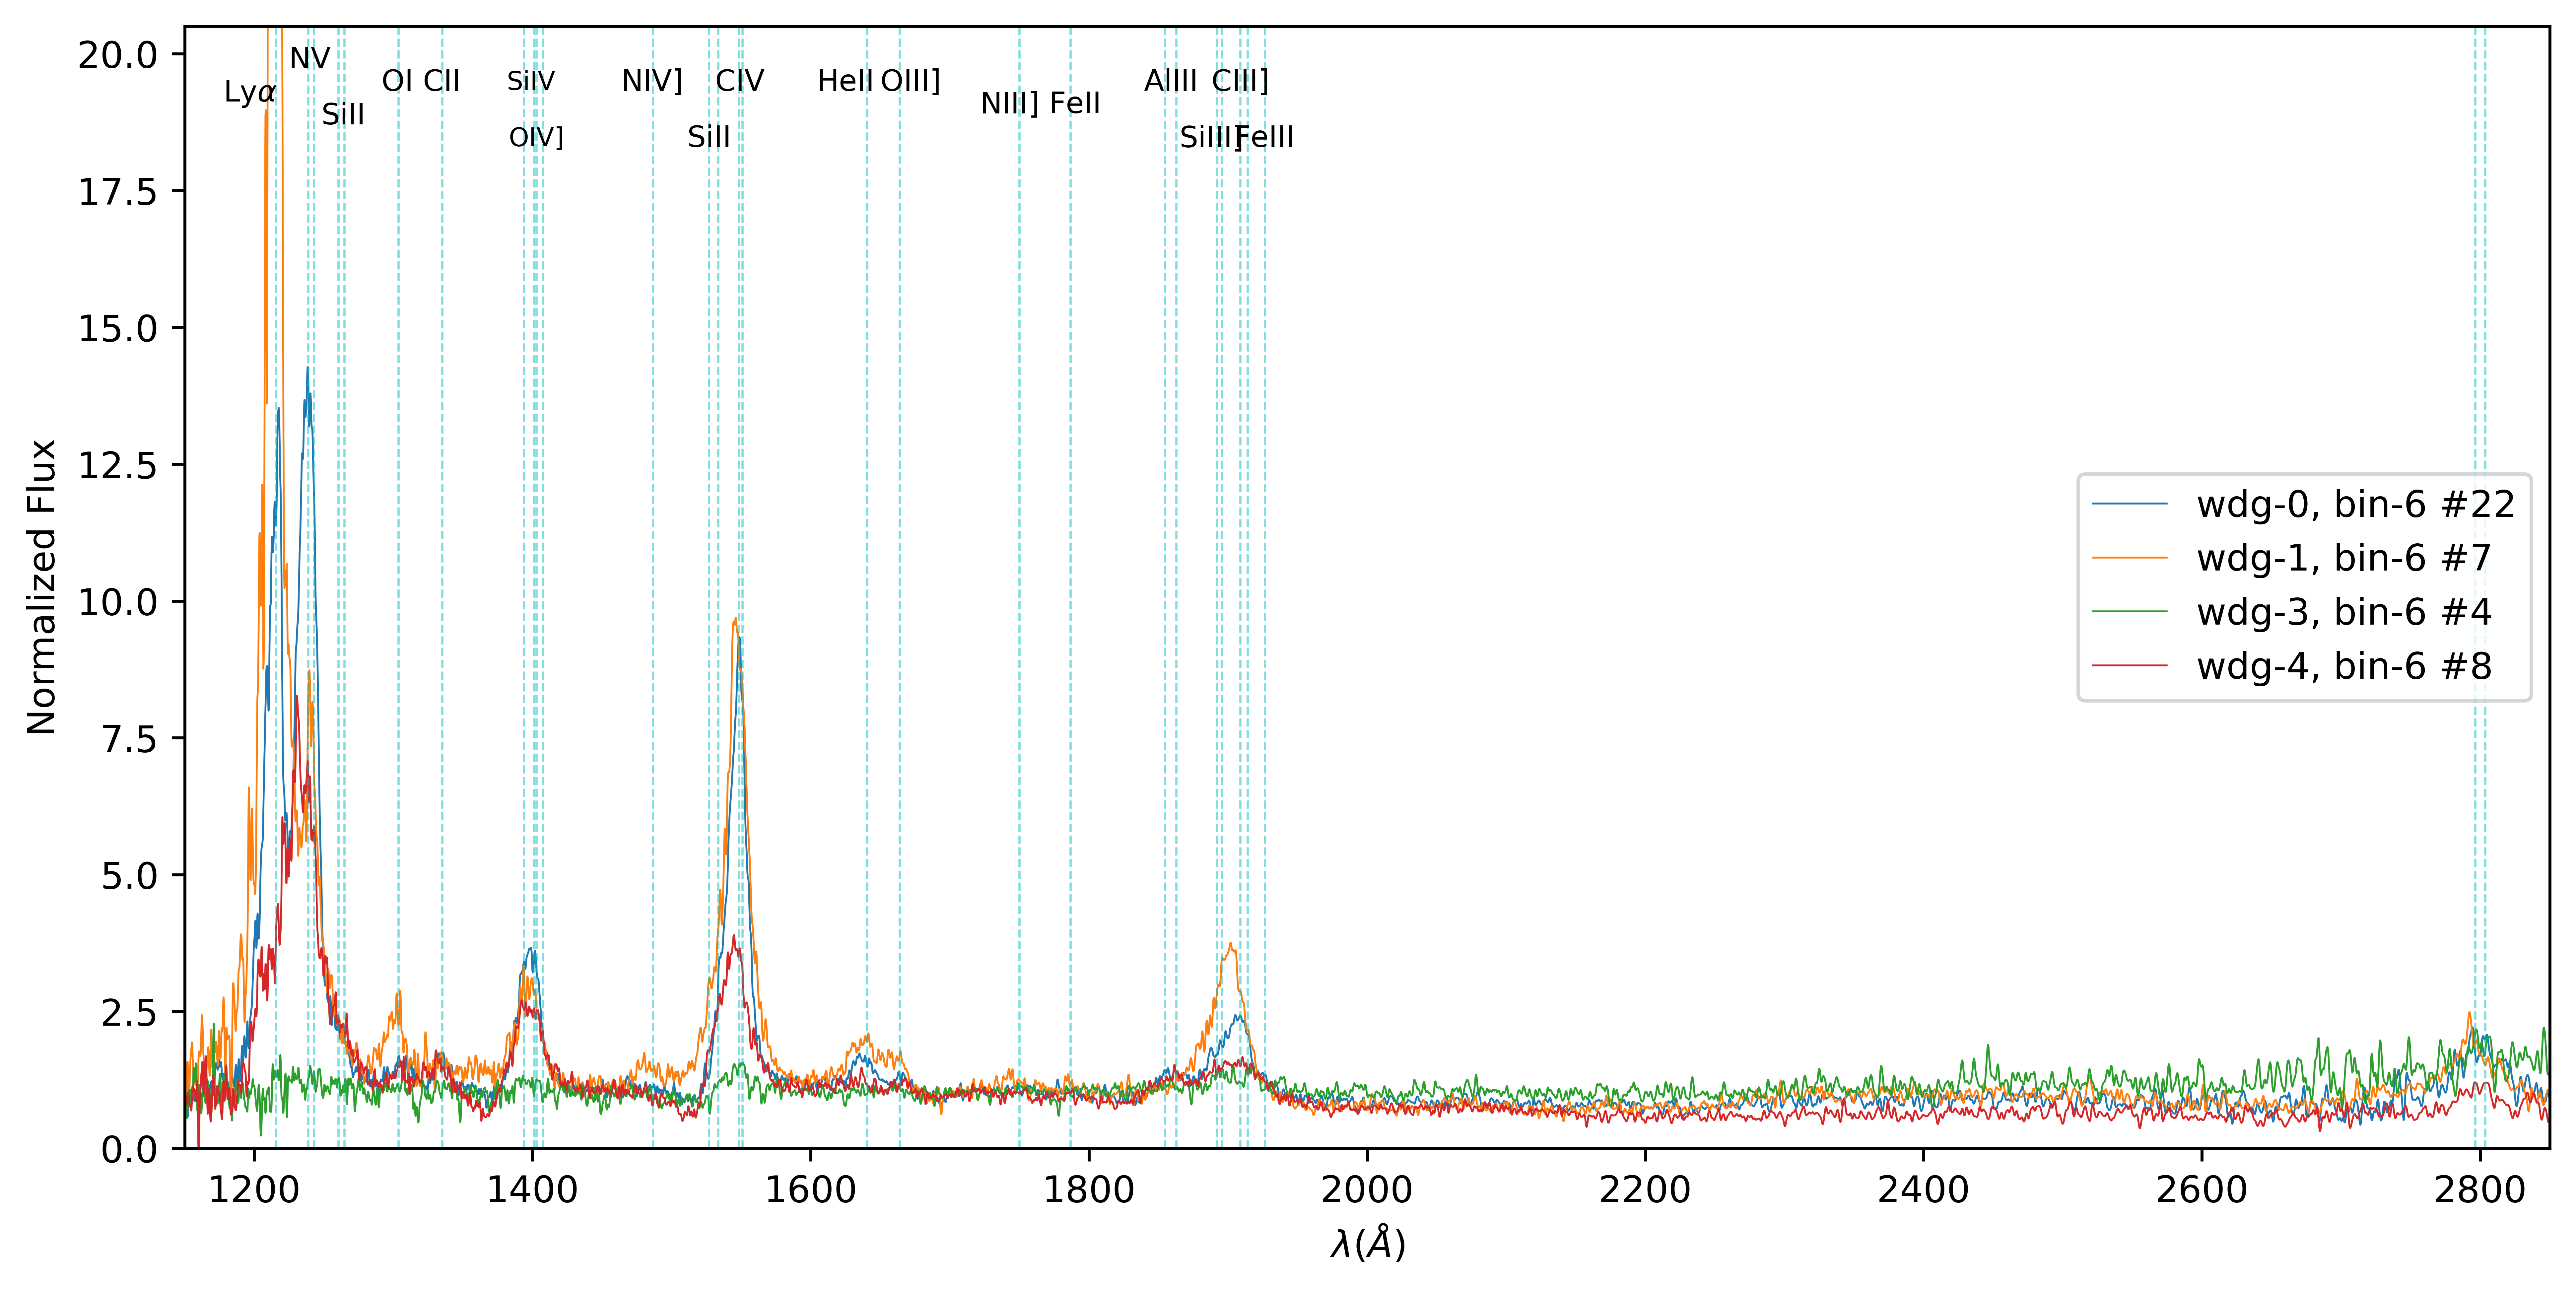 20.0
17.5
15.0
12.5
10.0
7.5
5.0
2.5
0.0
Normalized Flux
NV
Lyα
SiII
OI CII
SiIV
OIV]
NIV]
SiII
CIV
HeII OIII]
NIII] FeII
AlIII CIII]
SiIII] FeIII
wdg-0, bin-6 #22
wdg-1, bin-6 #7
wdg-3, bin-6 #4
wdg-4, bin-6 #8
1200 1400 1600 1800 2000 2200 2400 2600 2800
λ(Å)